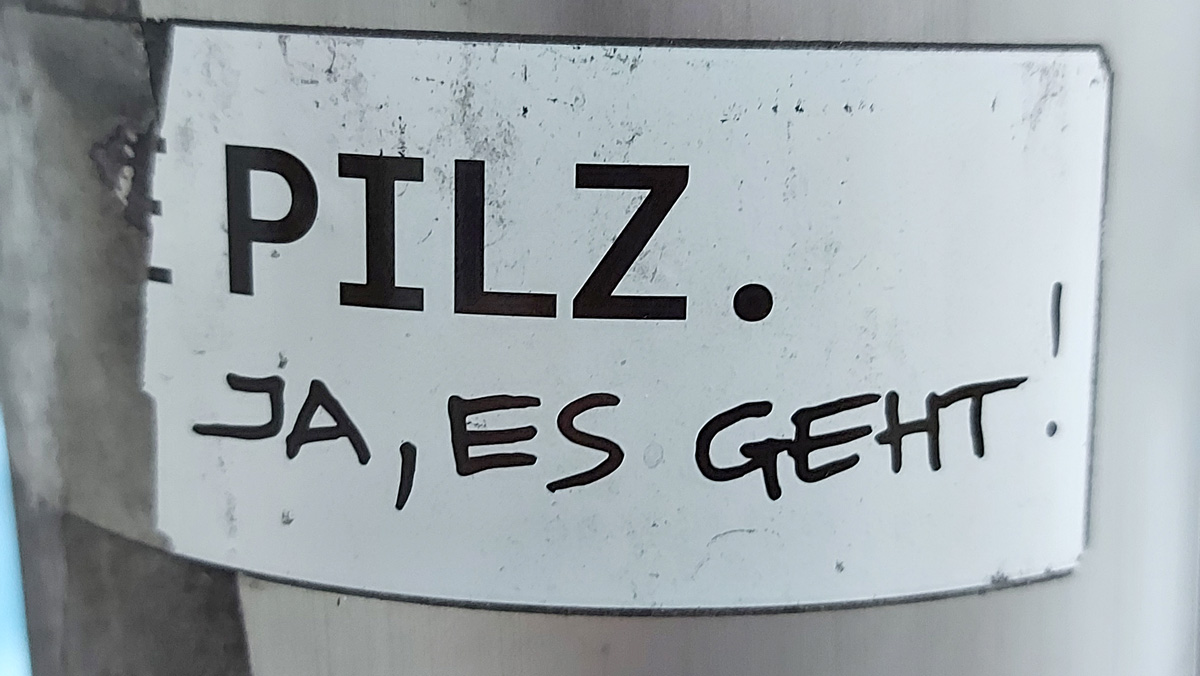 PILZ.
JA, ES GEHT!